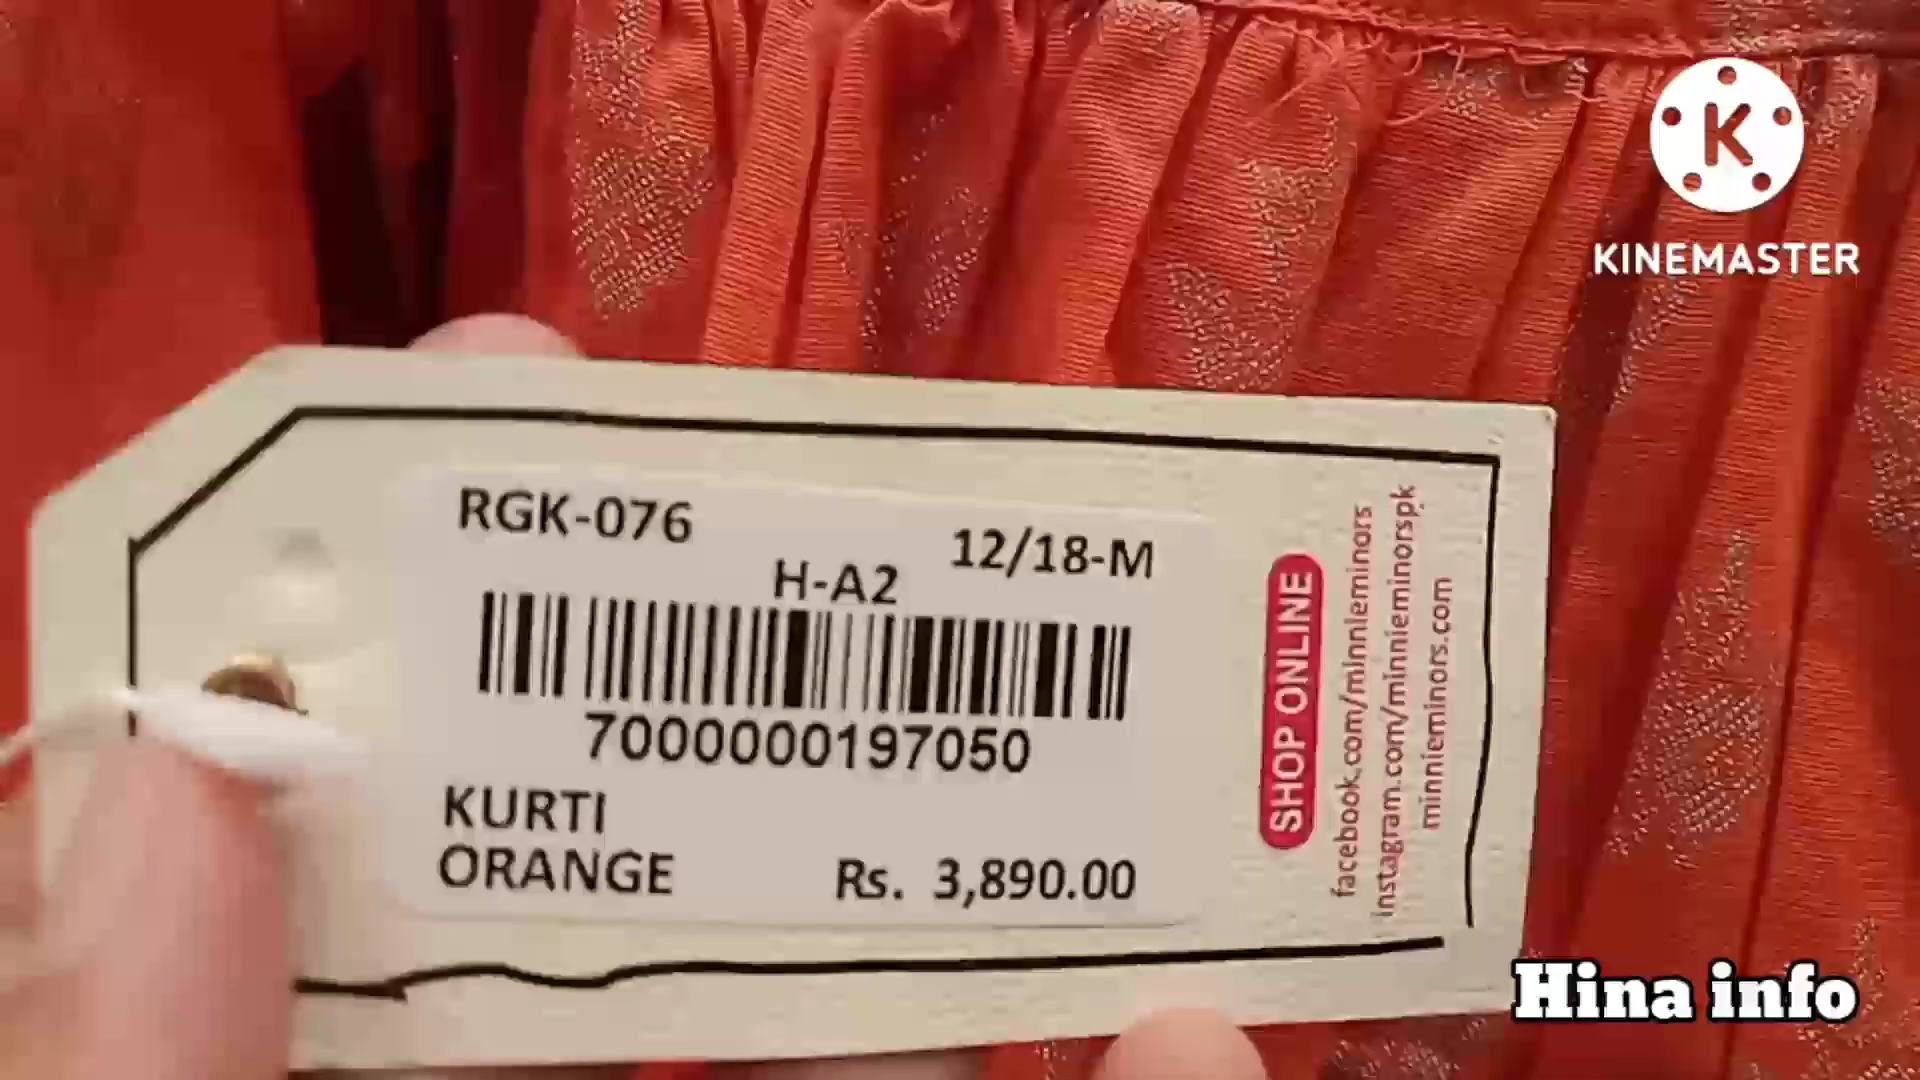 K
KINEMASTER
RGK-076
12/18-M
H-A2
7000000197050
KURTI
ORANGE
Rs. 3,890.00
SHOP ONLINE
facebook.com/minnieminors
instagram.com/minnieminorspk
minnieminors.com
Hina info